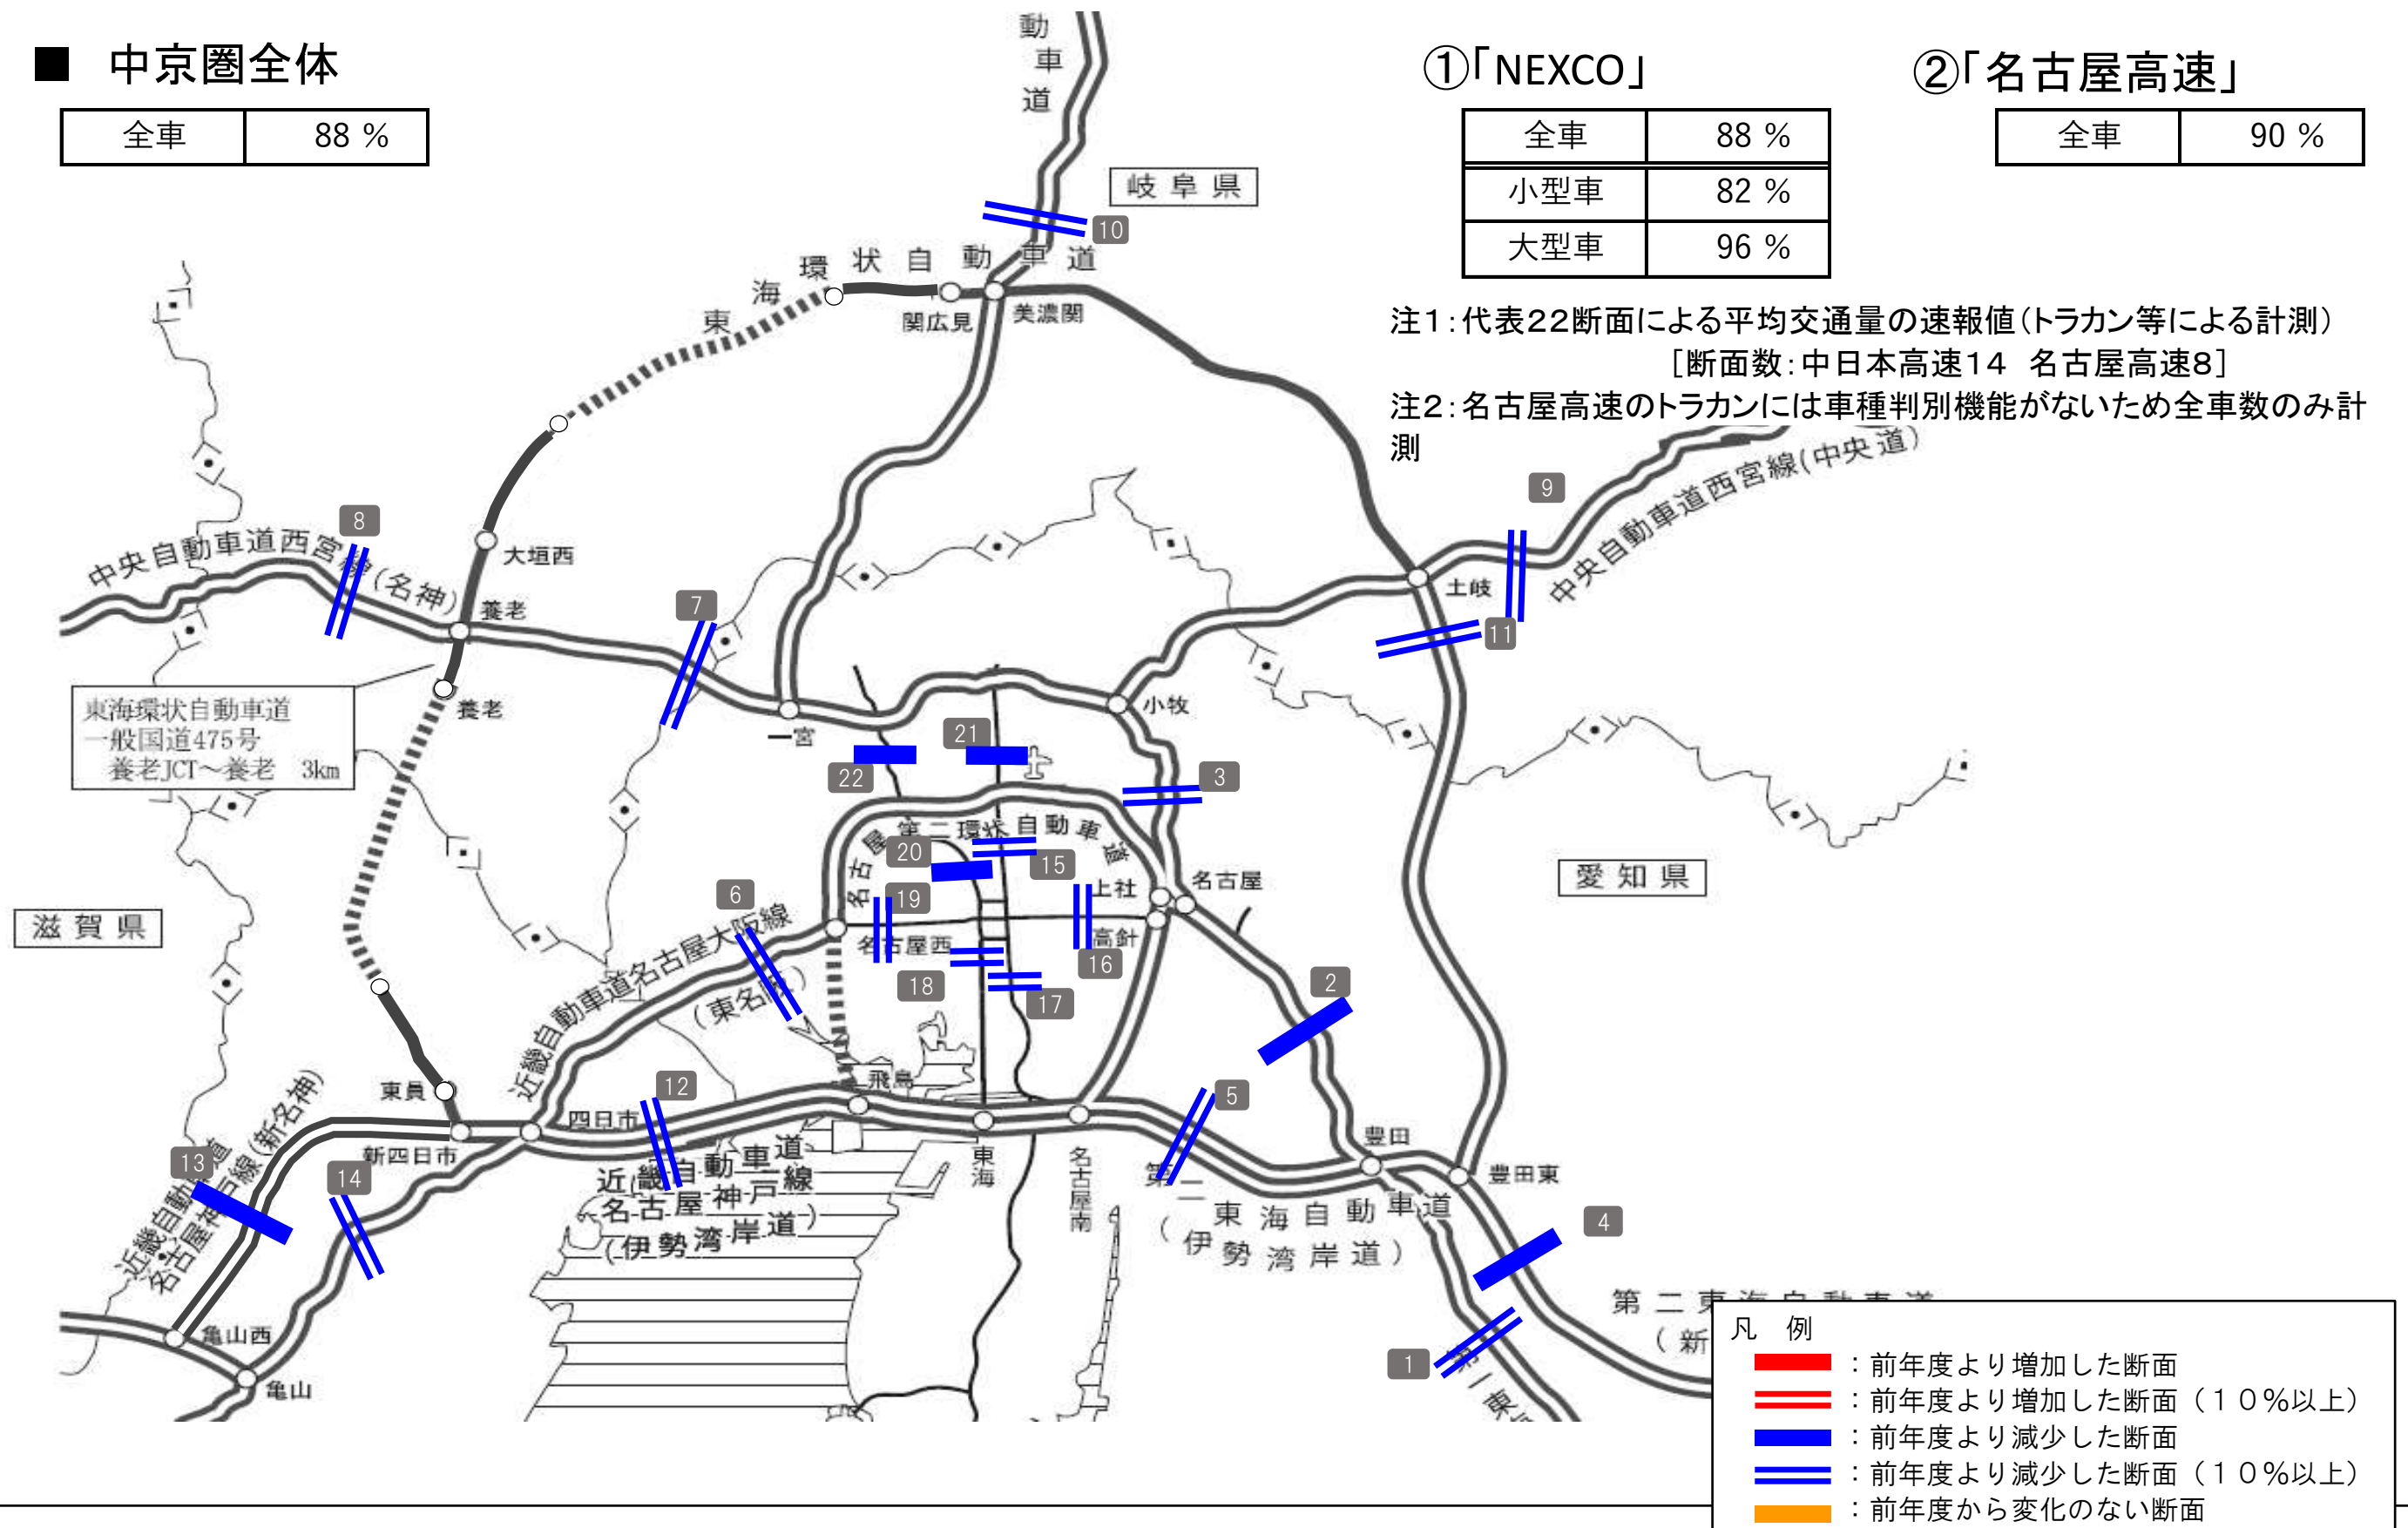 ■ 中京圏全体
全車 88 %
①「NEXCO」
全車 88 %
小型車 82 %
大型車 96 %
②「名古屋高速」
全車 90 %
注1：代表22断面による平均交通量の速報値（トラカン等による計測）
［断面数：中日本高速14 名古屋高速8］
注2：名古屋高速のトラカンには車種判別機能がないため全車数のみ計
測
動車道
岐阜県
10
東海環状自動車道
関広見
美濃関
中央自動車道西宮線(中央道)
9
8
中央自動車道西宮線(名神)
大垣西
養老
7
土岐
11
東海環状自動車道
一般国道475号
養老JCT～養老 3km
養老
一宮
小牧
22
21
3
名古屋第二環状自動車道
20
15
19
上社
名古屋
愛知県
滋賀県
6
近畿自動車道名古屋大阪線
(東名阪)
名古屋西
高針
16
18
17
2
飛島
東員
12
5
四日市
新四日市
13
14
近畿自動車道
名古屋神戸線(新名神)
近畿自動車道
名古屋神戸線
(伊勢湾岸道)
東海
名古屋南
豊田
豊田東
第二東海自動車道
(伊勢湾岸道)
4
亀山西
亀山
1
第一東
第二東海自動車道
(新
凡 例
：前年度より増加した断面
：前年度より増加した断面（１０％以上）
：前年度より減少した断面
：前年度より減少した断面（１０％以上）
：前年度から変化のない断面